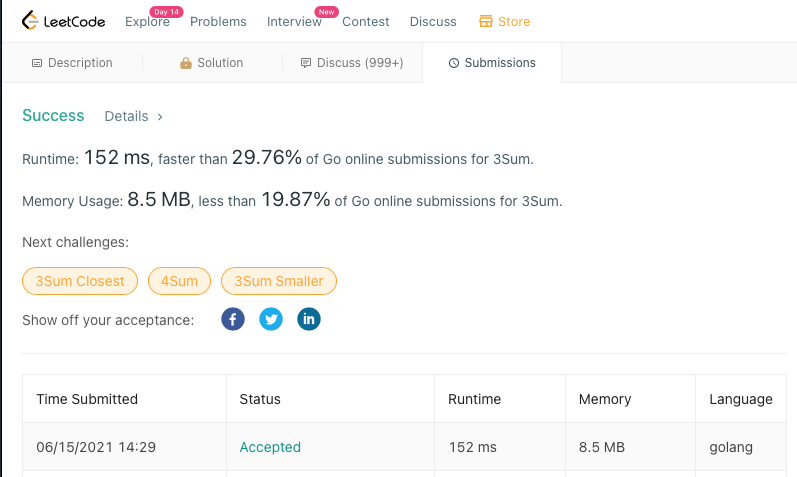 Day 14 New
LeetCode Explore Problems Interview Contest Discuss Store
Description Solution Discuss (999+) Submissions
Success Details ›
Runtime: 152 ms, faster than 29.76% of Go online submissions for 3Sum.
Memory Usage: 8.5 MB, less than 19.87% of Go online submissions for 3Sum.
Next challenges:
3Sum Closest 4Sum 3Sum Smaller
Show off your acceptance:
Time Submitted Status Runtime Memory Language
06/15/2021 14:29 Accepted 152 ms 8.5 MB golang